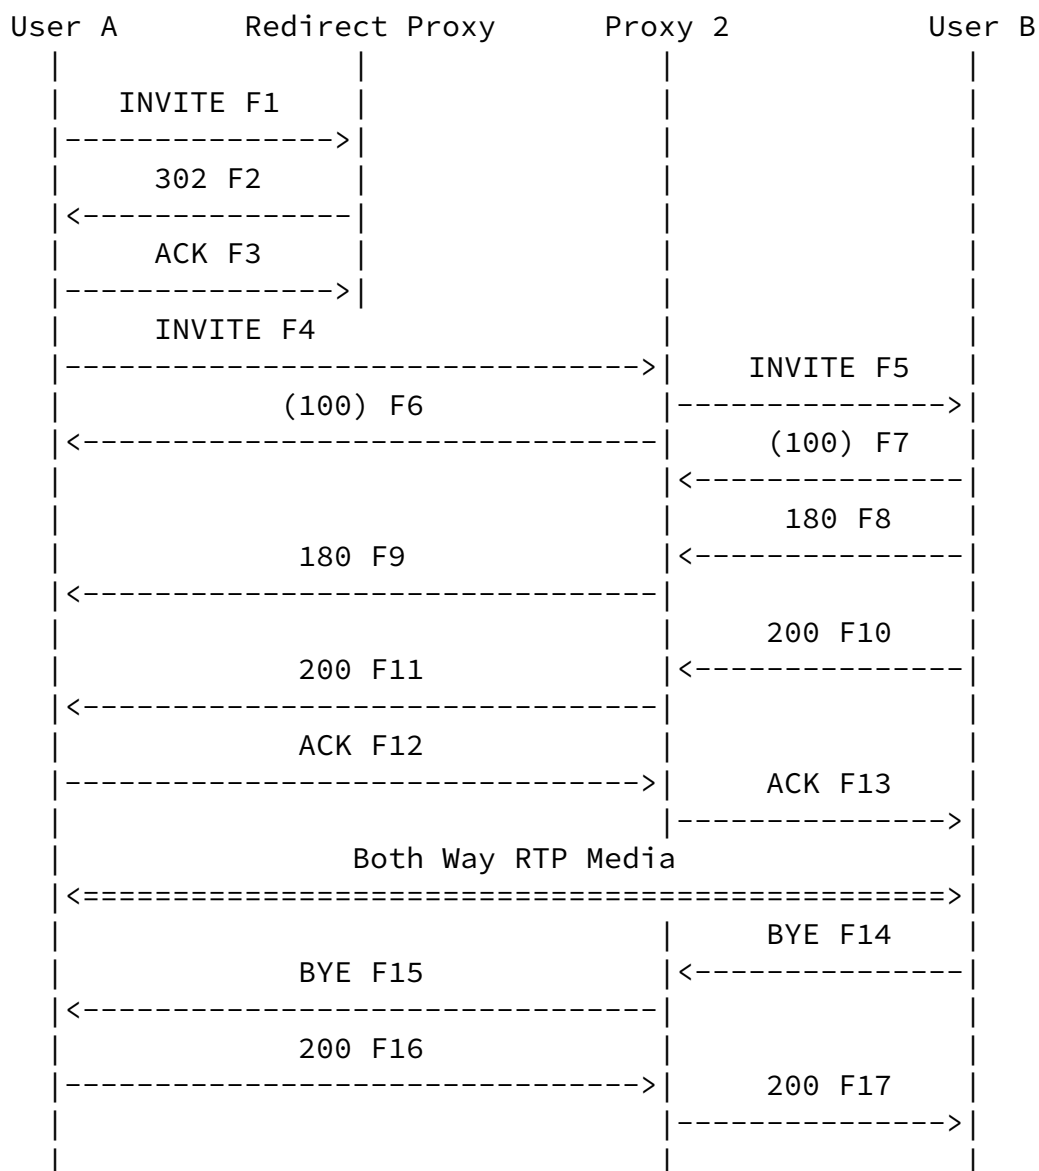 User A Redirect Proxy Proxy 2 User B
INVITE F1
302 F2
ACK F3
INVITE F4
INVITE F5
(100) F6
(100) F7
180 F8
180 F9
200 F10
200 F11
ACK F12
ACK F13
Both Way RTP Media
BYE F14
BYE F15
200 F16
200 F17